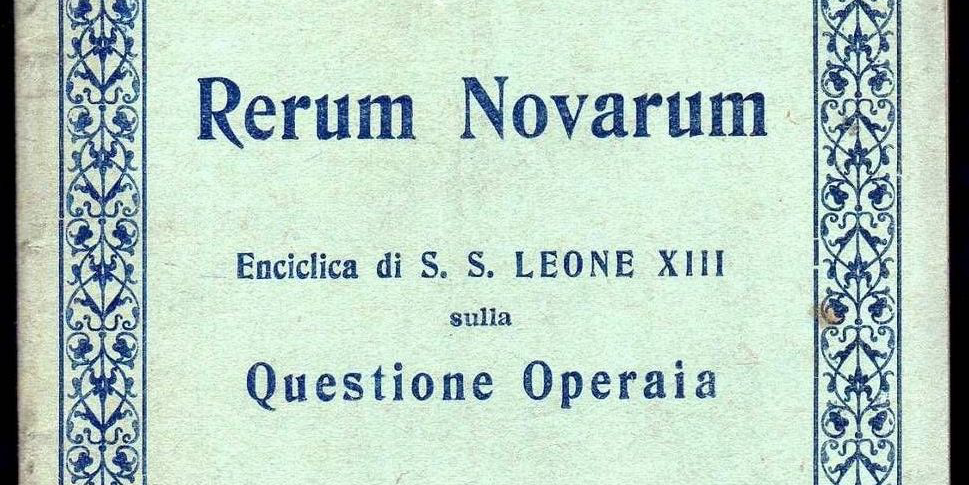 Rerum Novarum
Enciclica di S. S. LEONE XIII
sulla
Questione Operaia